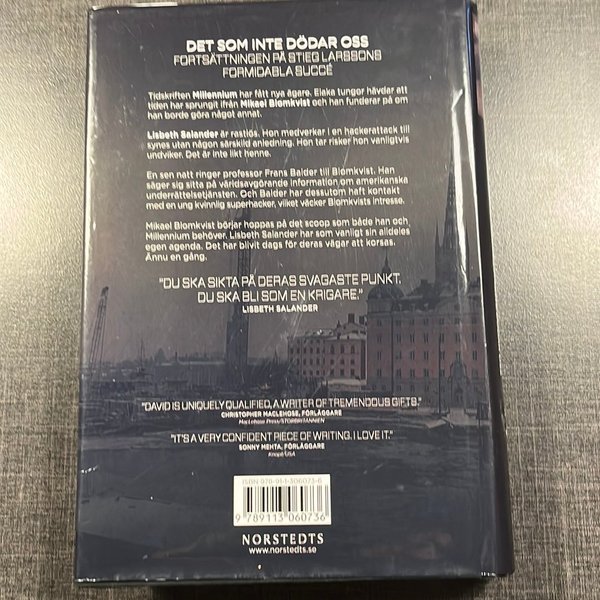 DET SOM INTE DÖDAR OSS
FORTSÄTTNINGEN PÅ STIEG LARSSONS
FORMIDABLA SUCCÉ
Tidskriften Millennium har fått nya ägare. Elaka tungor hävdar att
tiden har sprungit ifrån Mikael Blomkvist och han funderar på om
han borde göra något annat.
Lisbeth Salander är rastlös. Hon medverkar i en hackerattack till
synes utan någon särskild anledning. Hon tar risker hon vanligtvis
undviker. Det är inte likt henne.
En sen natt ringer professor Frans Balder till Blomkvist. Han
säger sig sitta på världsavgörande information om amerikanska
underrättelsetjänsten. Och Balder har dessutom haft kontakt
med en ung kvinnlig superhacker, vilket väcker Blomkvists intresse.
Mikael Blomkvist börjar hoppas på det scoop som både han och
Millennium behöver. Lisbeth Salander har som vanligt sin alldeles
egen agenda. Det har blivit dags för deras vägar att korsas.
Ännu en gång.
"DU SKA SIKTA PÅ DERAS SVAGASTE PUNKT.
DU SKA BLI SOM EN KRIGARE."
LISBETH SALANDER
"DAVID IS UNIQUELY QUALIFIED, A WRITER OF TREMENDOUS GIFTS."
CHRISTOPHER MACLEHOSE, FÖRLÄGGARE
MacLehose Press/STORBRITANNIEN
"IT'S A VERY CONFIDENT PIECE OF WRITING. I LOVE IT."
SONNY MEHTA, FÖRLÄGGARE
Knopf/USA
ISBN 978-91-1-306073-6
9 789113 060736
NORSTEDTS
www.norstedts.se